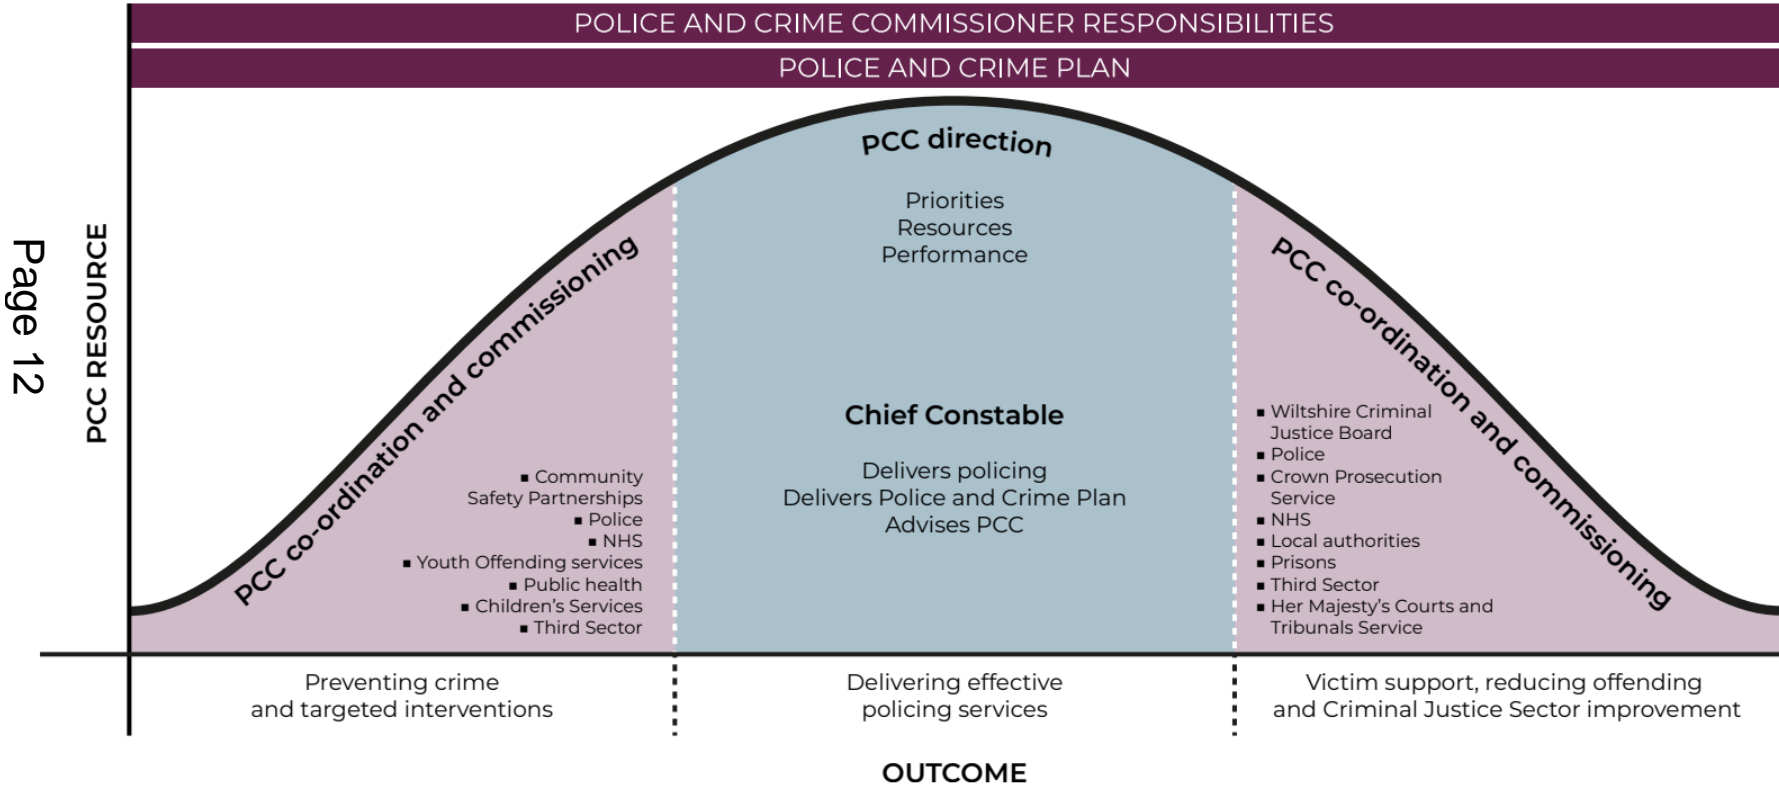 POLICE AND CRIME COMMISSIONER RESPONSIBILITIES
POLICE AND CRIME PLAN
Page 12
PCC RESOURCE
PCC co-ordination and commissioning
▪ Community
Safety Partnerships
▪ Police
▪ NHS
▪ Youth Offending services
▪ Public health
▪ Children’s Services
▪ Third Sector
PCC direction
Priorities
Resources
Performance
Chief Constable
Delivers policing
Delivers Police and Crime Plan
Advises PCC
PCC co-ordination and commissioning
▪ Wiltshire Criminal
Justice Board
▪ Police
▪ Crown Prosecution
Service
▪ NHS
▪ Local authorities
▪ Prisons
▪ Third Sector
▪ Her Majesty’s Courts and
Tribunals Service
Preventing crime
and targeted interventions
Delivering effective
policing services
Victim support, reducing offending
and Criminal Justice Sector improvement
OUTCOME